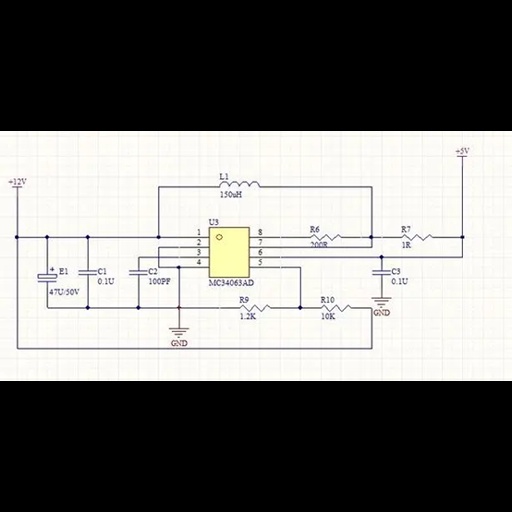 +5V
+12V
L1
150uH
U3
1
2
3
4
8
7
6
5
MC34063AD
R6
200R
R7
1R
E1
+
47U/50V
C1
0.1U
C2
100PF
C3
0.1U
GND
R9
1.2K
R10
10K
GND